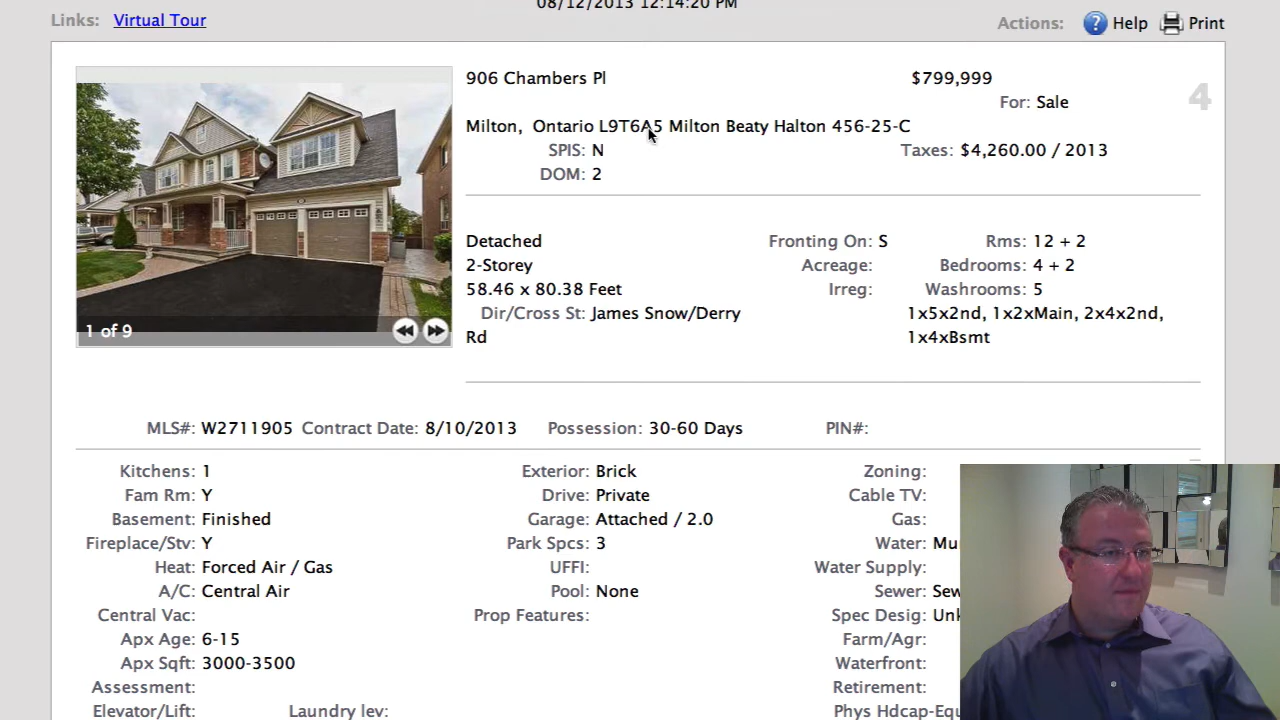 08/12/2013 12:14:20 PM
Links: Virtual Tour
Actions: Help Print
906 Chambers Pl $799,999
For: Sale
4
Milton, Ontario L9T6A5 Milton Beaty Halton 456-25-C
SPIS: N Taxes: $4,260.00 / 2013
DOM: 2
Detached Fronting On: S Rms: 12 + 2
2-Storey Acreage: Bedrooms: 4 + 2
58.46 x 80.38 Feet Irreg: Washrooms: 5
Dir/Cross St: James Snow/Derry 1x5x2nd, 1x2xMain, 2x4x2nd,
Rd 1x4xBsmt
1 of 9
MLS#: W2711905 Contract Date: 8/10/2013 Possession: 30-60 Days PIN#:
Kitchens: 1 Exterior: Brick Zoning:
Fam Rm: Y Drive: Private Cable TV:
Basement: Finished Garage: Attached / 2.0 Gas:
Fireplace/Stv: Y Park Spcs: 3 Water: Mu
Heat: Forced Air / Gas UFFI: Water Supply:
A/C: Central Air Pool: None Sewer: Sew
Central Vac: Prop Features: Spec Desig: Unk
Apx Age: 6-15 Farm/Agr:
Apx Sqft: 3000-3500 Waterfront:
Assessment: Retirement:
Elevator/Lift: Laundry lev: Phys Hdcap-Equ